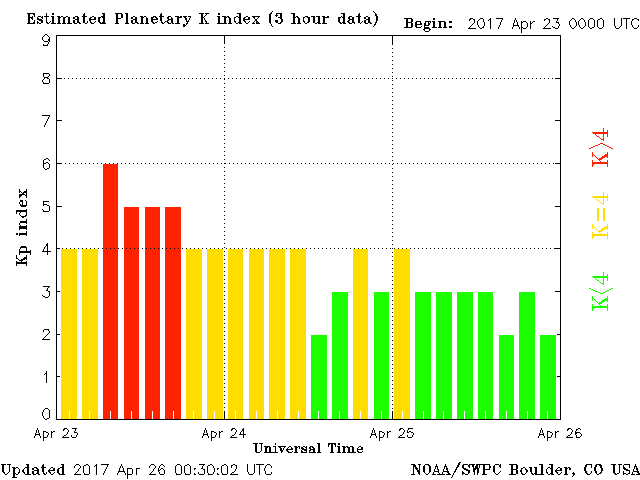 Estimated Planetary K index (3 hour data) Begin: 2017 Apr 23 0000 UTC
9
8
7
6
5
4
3
2
1
0
Kp index
Apr 23 Apr 24 Apr 25 Apr 26
Universal Time
K>4
K=4
K<4
Updated 2017 Apr 26 00:30:02 UTC NOAA/SWPC Boulder, CO USA